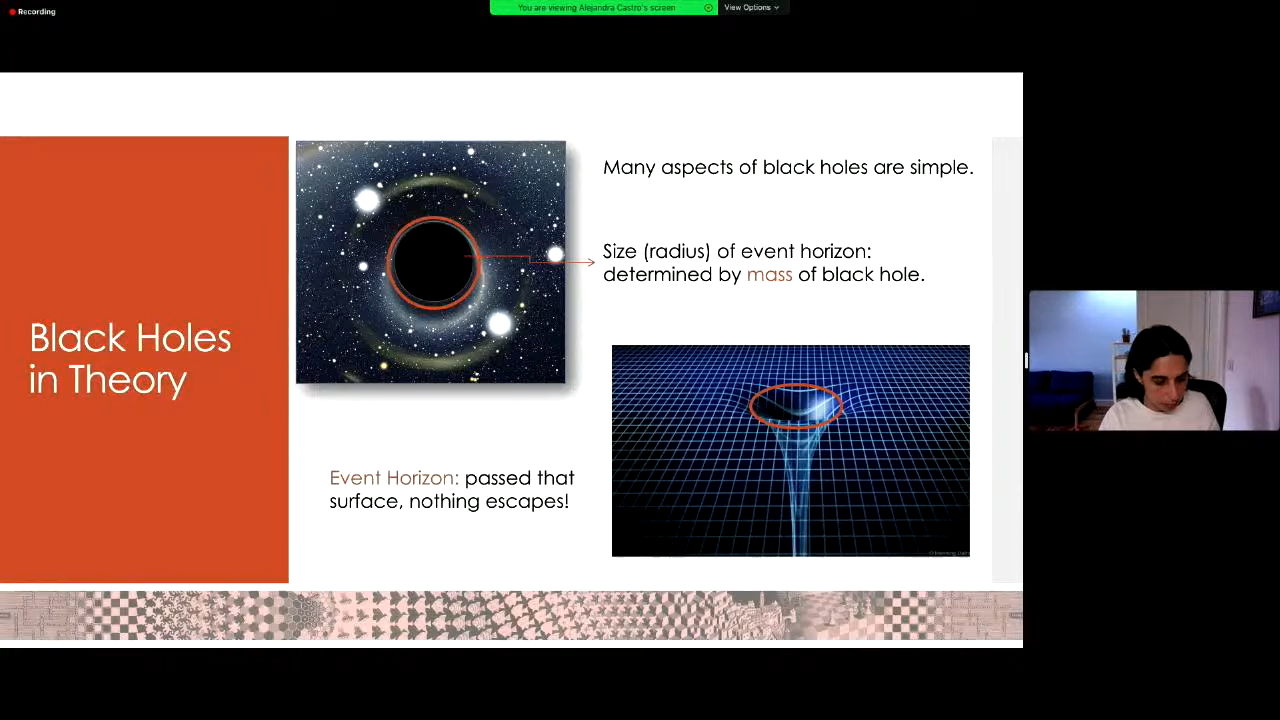 Recording
You are viewing Alejandra Castro's screen
View Options
Black Holes
in Theory
Many aspects of black holes are simple.
Size (radius) of event horizon:
determined by mass of black hole.
Event Horizon: passed that
surface, nothing escapes!